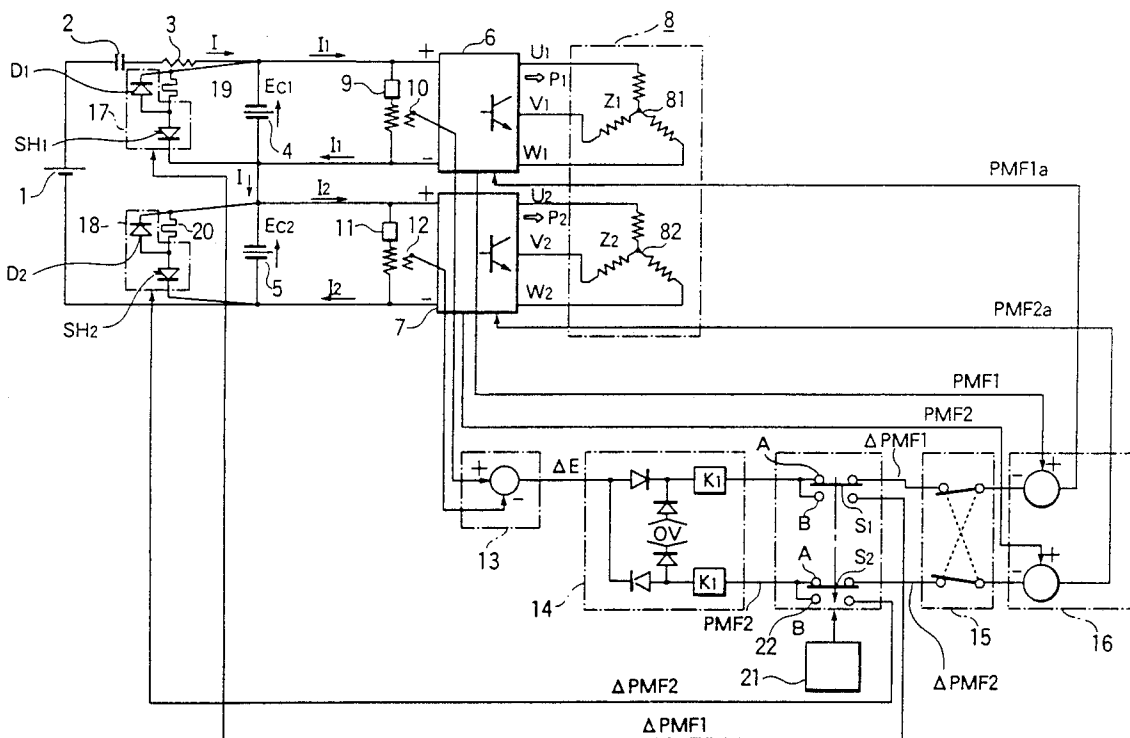 2
3
I
I1
6
8
D1
19
EC1
9
10
+
U1
⇨P1
V1
Z1
81
17
SH1
4
I1
-
W1
PMF1a
1
I
I2
+
U2
⇨P2
18
20
EC2
11
12
V2
Z2
82
D2
5
I2
-
W2
PMF2a
SH2
7
PMF1
PMF2
ΔPMF1
+
-
ΔE
K1
A
B
S1
-
+
13
0V
A
S2
-
+
14
K1
PMF2
22
B
15
16
21
ΔPMF2
ΔPMF2
ΔPMF1